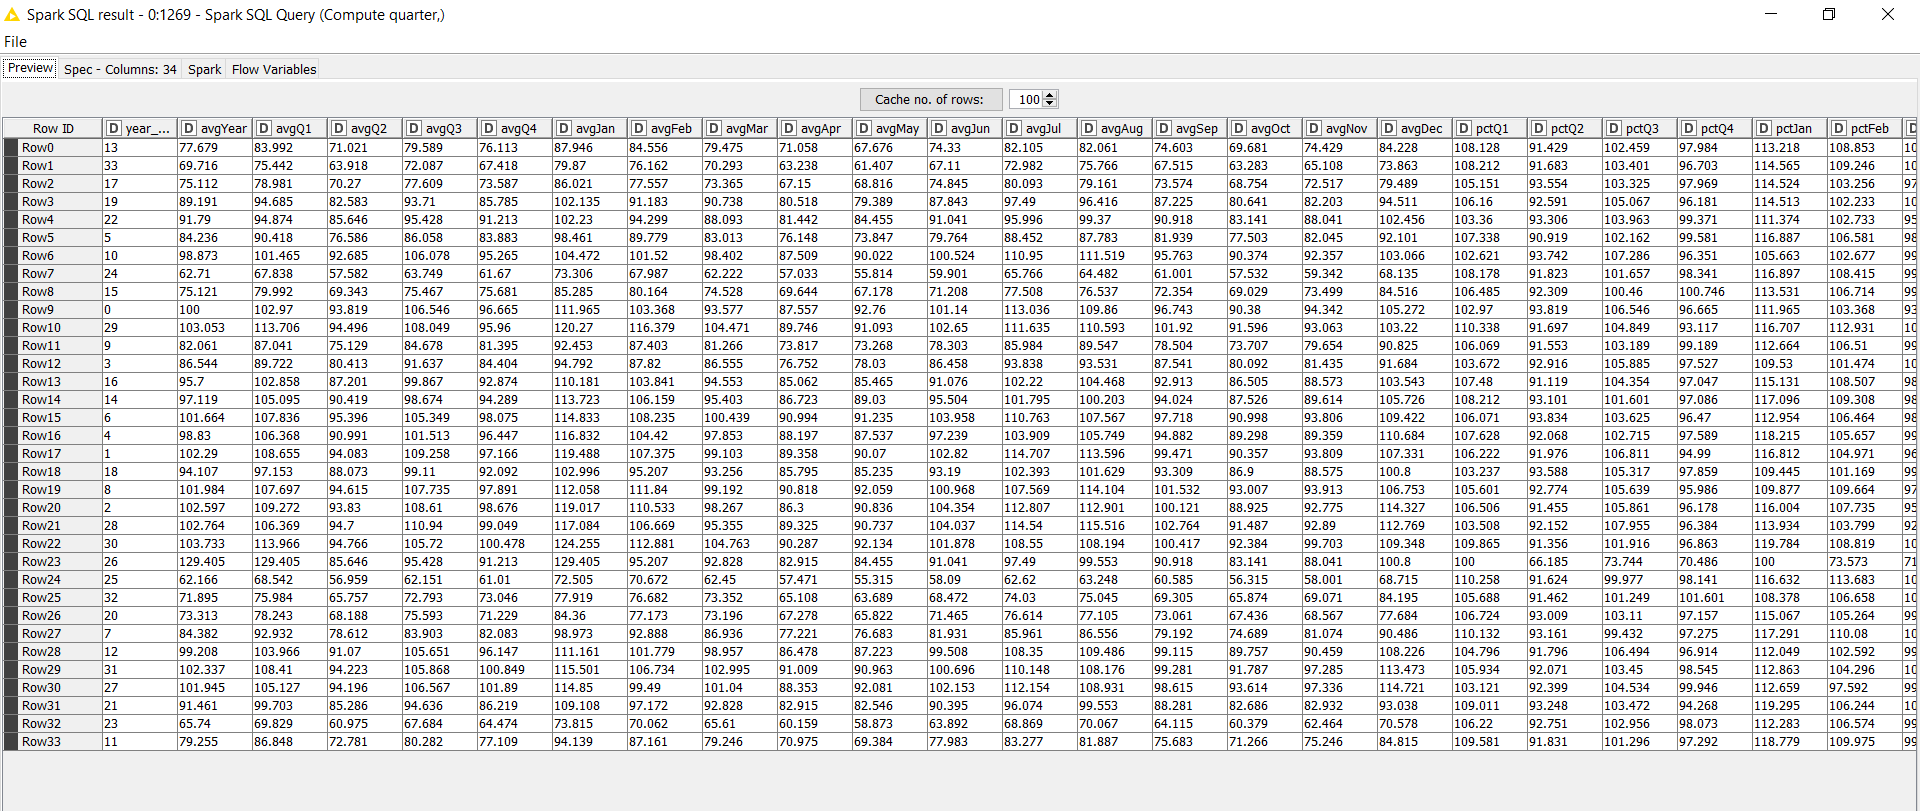 Spark SQL result - 0:1269 - Spark SQL Query (Compute quarter,)
File
Preview Spec - Columns: 34 Spark Flow Variables
Cache no. of rows: 100
Row ID D year_... D avgYear D avgQ1 D avgQ2 D avgQ3 D avgQ4 D avgJan D avgFeb D avgMar D avgApr D avgMay D avgJun D avgJul D avgAug D avgSep D avgOct D avgNov D avgDec D pctQ1 D pctQ2 D pctQ3 D pctQ4 D pctJan D pctFeb
Row0 13 77.679 83.992 71.021 79.589 76.113 87.946 84.556 79.475 71.058 67.676 74.33 82.105 82.061 74.603 69.681 74.429 84.228 108.128 91.429 102.459 97.984 113.218 108.853 10
Row1 33 69.716 75.442 63.918 72.087 67.418 79.87 76.162 70.293 63.238 61.407 67.11 72.982 75.766 67.515 63.283 65.108 73.863 108.212 91.683 103.401 96.703 114.565 109.246 10
Row2 17 75.112 78.981 70.27 77.609 73.587 86.021 77.557 73.365 67.15 68.816 74.845 80.093 79.161 73.574 68.754 72.517 79.489 105.151 93.554 103.325 97.969 114.524 103.256 97
Row3 19 89.191 94.685 82.583 93.71 85.785 102.135 91.183 90.738 80.518 79.389 87.843 97.49 96.416 87.225 80.641 82.203 94.511 106.16 92.591 105.067 96.181 114.513 102.233 10
Row4 22 91.79 94.874 85.646 95.428 91.213 102.23 94.299 88.093 81.442 84.455 91.041 95.996 99.37 90.918 83.141 88.041 102.456 103.36 93.306 103.963 99.371 111.374 102.733 95
Row5 5 84.236 90.418 76.586 86.058 83.883 98.461 89.779 83.013 76.148 73.847 79.764 88.452 87.783 81.939 77.503 82.045 92.101 107.338 90.919 102.162 99.581 116.887 106.581 98
Row6 10 98.873 101.465 92.685 106.078 95.265 104.472 101.52 98.402 87.509 90.022 100.524 110.95 111.519 95.763 90.374 92.357 103.066 102.621 93.742 107.286 96.351 105.663 102.677 99
Row7 24 62.71 67.838 57.582 63.749 61.67 73.306 67.987 62.222 57.033 55.814 59.901 65.766 64.482 61.001 57.532 59.342 68.135 108.178 91.823 101.657 98.341 116.897 108.415 99
Row8 15 75.121 79.992 69.343 75.467 75.681 85.285 80.164 74.528 69.644 67.178 71.208 77.508 76.537 72.354 69.029 73.499 84.516 106.485 92.309 100.46 100.746 113.531 106.714 99
Row9 0 100 102.97 93.819 106.546 96.665 111.965 103.368 93.577 87.557 92.76 101.14 113.036 109.86 96.743 90.38 94.342 105.272 102.97 93.819 106.546 96.665 111.965 103.368 93
Row10 29 103.053 113.706 94.496 108.049 95.96 120.27 116.379 104.471 89.746 91.093 102.65 111.635 110.593 101.92 91.596 93.063 103.22 110.338 91.697 104.849 93.117 116.707 112.931 10
Row11 9 82.061 87.041 75.129 84.678 81.395 92.453 87.403 81.266 73.817 73.268 78.303 85.984 89.547 78.504 73.707 79.654 90.825 106.069 91.553 103.189 99.189 112.664 106.51 99
Row12 3 86.544 89.722 80.413 91.637 84.404 94.792 87.82 86.555 76.752 78.03 86.458 93.838 93.531 87.541 80.092 81.435 91.684 103.672 92.916 105.885 97.527 109.53 101.474 10
Row13 16 95.7 102.858 87.201 99.867 92.874 110.181 103.841 94.553 85.062 85.465 91.076 102.22 104.468 92.913 86.505 88.573 103.543 107.48 91.119 104.354 97.047 115.131 108.507 98
Row14 14 97.119 105.095 90.419 98.674 94.289 113.723 106.159 95.403 86.723 89.03 95.504 101.795 100.203 94.024 87.526 89.614 105.726 108.212 93.101 101.601 97.086 117.096 109.308 98
Row15 6 101.664 107.836 95.396 105.349 98.075 114.833 108.235 100.439 90.994 91.235 103.958 110.763 107.567 97.718 90.998 93.806 109.422 106.071 93.834 103.625 96.47 112.954 106.464 98
Row16 4 98.83 106.368 90.991 101.513 96.447 116.832 104.42 97.853 88.197 87.537 97.239 103.909 105.749 94.882 89.298 89.359 110.684 107.628 92.068 102.715 97.589 118.215 105.657 99
Row17 1 102.29 108.655 94.083 109.258 97.166 119.488 107.375 99.103 89.358 90.07 102.82 114.707 113.596 99.471 90.357 93.809 107.331 106.222 91.976 106.811 94.99 116.812 104.971 96
Row18 18 94.107 97.153 88.073 99.11 92.092 102.996 95.207 93.256 85.795 85.235 93.19 102.393 101.629 93.309 86.9 88.575 100.8 103.237 93.588 105.317 97.859 109.445 101.169 99
Row19 8 101.984 107.697 94.615 107.735 97.891 112.058 111.84 99.192 90.818 92.059 100.968 107.569 114.104 101.532 93.007 93.913 106.753 105.601 92.774 105.639 95.986 109.877 109.664 97
Row20 2 102.597 109.272 93.83 108.61 98.676 119.017 110.533 98.267 86.3 90.836 104.354 112.807 112.901 100.121 88.925 92.775 114.327 106.506 91.455 105.861 96.178 116.004 107.735 95
Row21 28 102.764 106.369 94.7 110.94 99.049 117.084 106.669 95.355 89.325 90.737 104.037 114.54 115.516 102.764 91.487 92.89 112.769 103.508 92.152 107.955 96.384 113.934 103.799 92
Row22 30 103.733 113.966 94.766 105.72 100.478 124.255 112.881 104.763 90.287 92.134 101.878 108.55 108.194 100.417 92.384 99.703 109.348 109.865 91.356 101.916 96.863 119.784 108.819 10
Row23 26 129.405 129.405 85.646 95.428 91.213 129.405 95.207 92.828 82.915 84.455 91.041 97.49 99.553 90.918 83.141 88.041 100.8 100 66.185 73.744 70.486 100 73.573 71
Row24 25 62.166 68.542 56.959 62.151 61.01 72.505 70.672 62.45 57.471 55.315 58.09 62.62 63.248 60.585 56.315 58.001 68.715 110.258 91.624 99.977 98.141 116.632 113.683 10
Row25 32 71.895 75.984 65.757 72.793 73.046 77.919 76.682 73.352 65.108 63.689 68.472 74.03 75.045 69.305 65.874 69.071 84.195 105.688 91.462 101.249 101.601 108.378 106.658 10
Row26 20 73.313 78.243 68.188 75.593 71.229 84.36 77.173 73.196 67.278 65.822 71.465 76.614 77.105 73.061 67.436 68.567 77.684 106.724 93.009 103.11 97.157 115.067 105.264 99
Row27 7 84.382 92.932 78.612 83.903 82.083 98.973 92.888 86.936 77.221 76.683 81.931 85.961 86.556 79.192 74.689 81.074 90.486 110.132 93.161 99.432 97.275 117.291 110.08 10
Row28 12 99.208 103.966 91.07 105.651 96.147 111.161 101.779 98.957 86.478 87.223 99.508 108.35 109.486 99.115 89.757 90.459 108.226 104.796 91.796 106.494 96.914 112.049 102.592 99
Row29 31 102.337 108.41 94.223 105.868 100.849 115.501 106.734 102.995 91.009 90.963 100.696 110.148 108.176 99.281 91.787 97.285 113.473 105.934 92.071 103.45 98.545 112.863 104.296 10
Row30 27 101.945 105.127 94.196 106.567 101.89 114.85 99.49 101.04 88.353 92.081 102.153 112.154 108.931 98.615 93.614 97.336 114.721 103.121 92.399 104.534 99.946 112.659 97.592 99
Row31 21 91.461 99.703 85.286 94.636 86.219 109.108 97.172 92.828 82.915 82.546 90.395 96.074 99.553 88.281 82.686 82.932 93.038 109.011 93.248 103.472 94.268 119.295 106.244 10
Row32 23 65.74 69.829 60.975 67.684 64.474 73.815 70.062 65.61 60.159 58.873 63.892 68.869 70.067 64.115 60.379 62.464 70.578 106.22 92.751 102.956 98.073 112.283 106.574 99
Row33 11 79.255 86.848 72.781 80.282 77.109 94.139 87.161 79.246 70.975 69.384 77.983 83.277 81.887 75.683 71.266 75.246 84.815 109.581 91.831 101.296 97.292 118.779 109.975 99